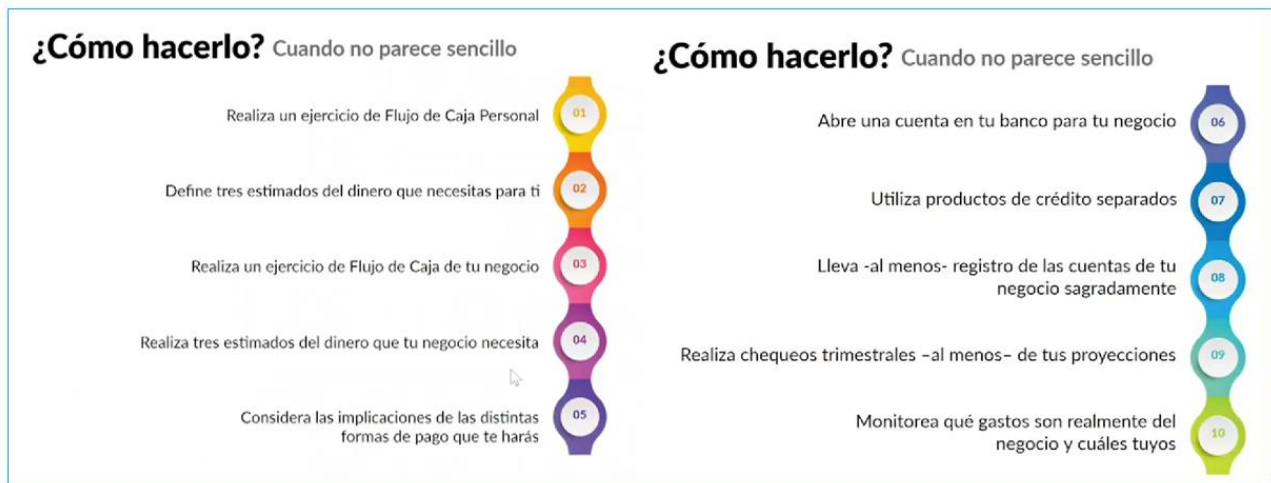 ¿Cómo hacerlo? Cuando no parece sencillo
Realiza un ejercicio de Flujo de Caja Personal
01
Define tres estimados del dinero que necesitas para ti
02
Realiza un ejercicio de Flujo de Caja de tu negocio
03
Realiza tres estimados del dinero que tu negocio necesita
04
Considera las implicaciones de las distintas
formas de pago que te harás
05
¿Cómo hacerlo? Cuando no parece sencillo
Abre una cuenta en tu banco para tu negocio
06
Utiliza productos de crédito separados
07
Lleva -al menos- registro de las cuentas de tu
negocio sagradamente
08
Realiza chequeos trimestrales –al menos– de tus proyecciones
09
Monitorea qué gastos son realmente del
negocio y cuáles tuyos
10